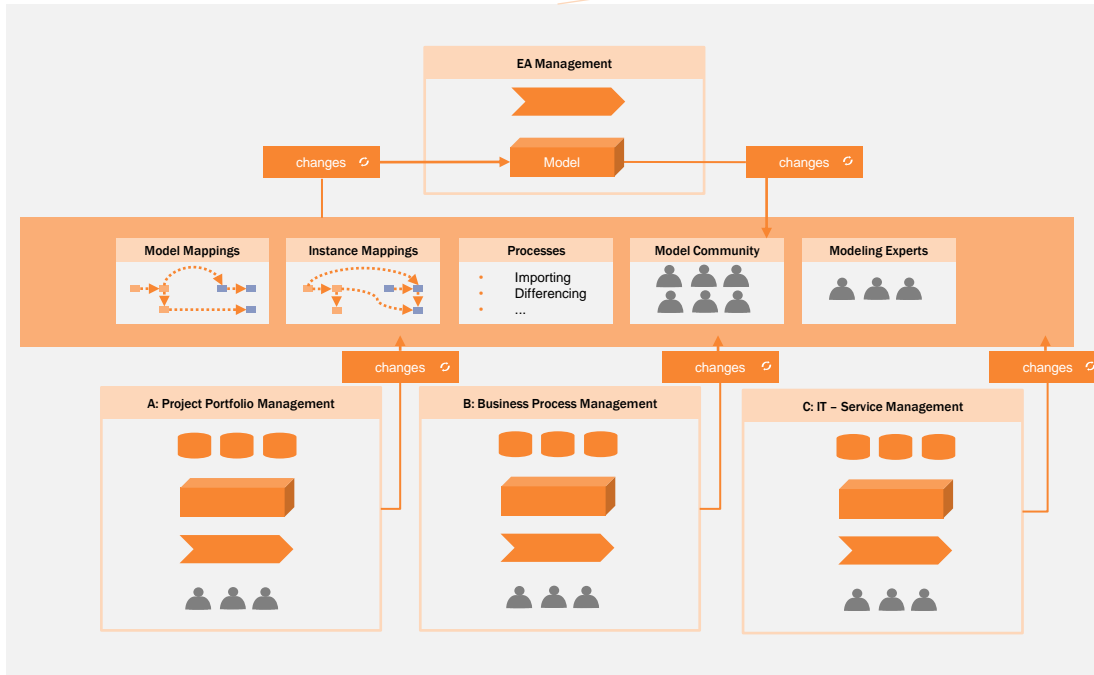 EA Management
changes
Model
changes
Model Mappings
Instance Mappings
Processes
• Importing
• Differencing
• ...
Model Community
Modeling Experts
changes
changes
changes
A: Project Portfolio Management
B: Business Process Management
C: IT – Service Management